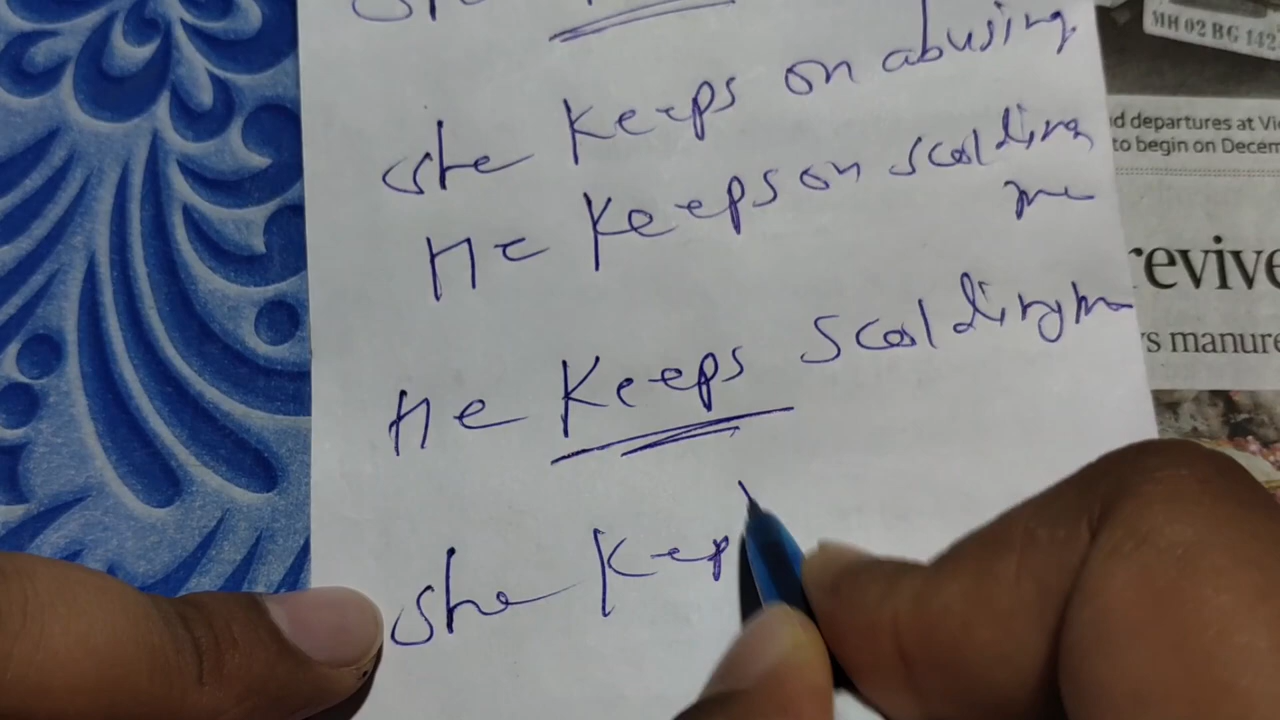 She keeps on abusing
He keeps on scolding
me
He keeps scolding me
She kep
MH 02 BG 142
d departures at Vi
to begin on Decem
revive
s manure